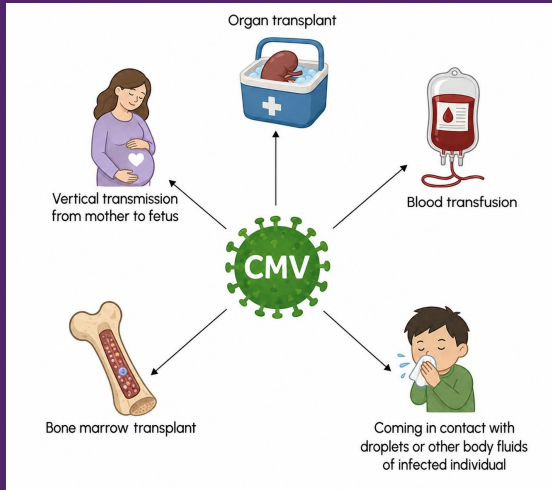 Organ transplant
Vertical transmission
from mother to fetus
Blood transfusion
CMV
Bone marrow transplant
Coming in contact with
droplets or other body fluids
of infected individual